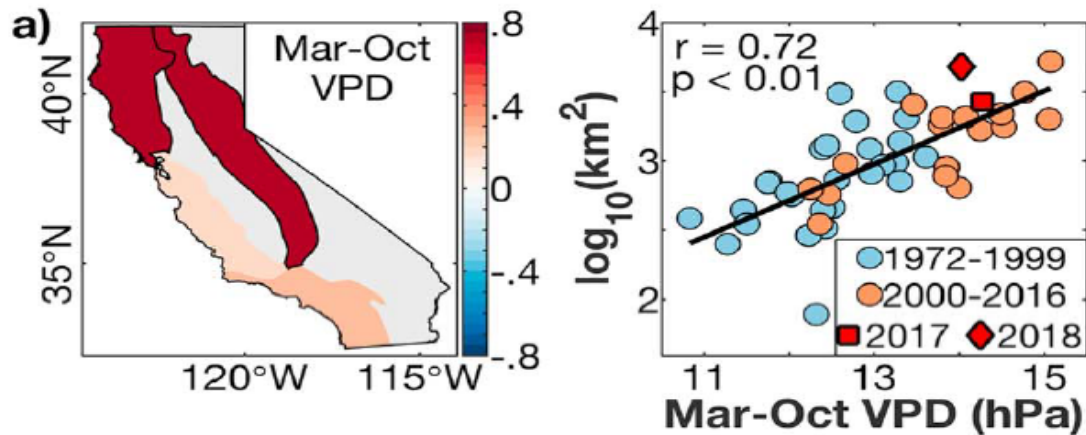 a)
Mar-Oct
VPD
40°N
35°N
120°W
115°W
.8
.4
0
-.4
-.8
r = 0.72
p < 0.01
log10(km2)
4
3
2
1972-1999
2000-2016
2017
2018
11
13
15
Mar-Oct VPD (hPa)